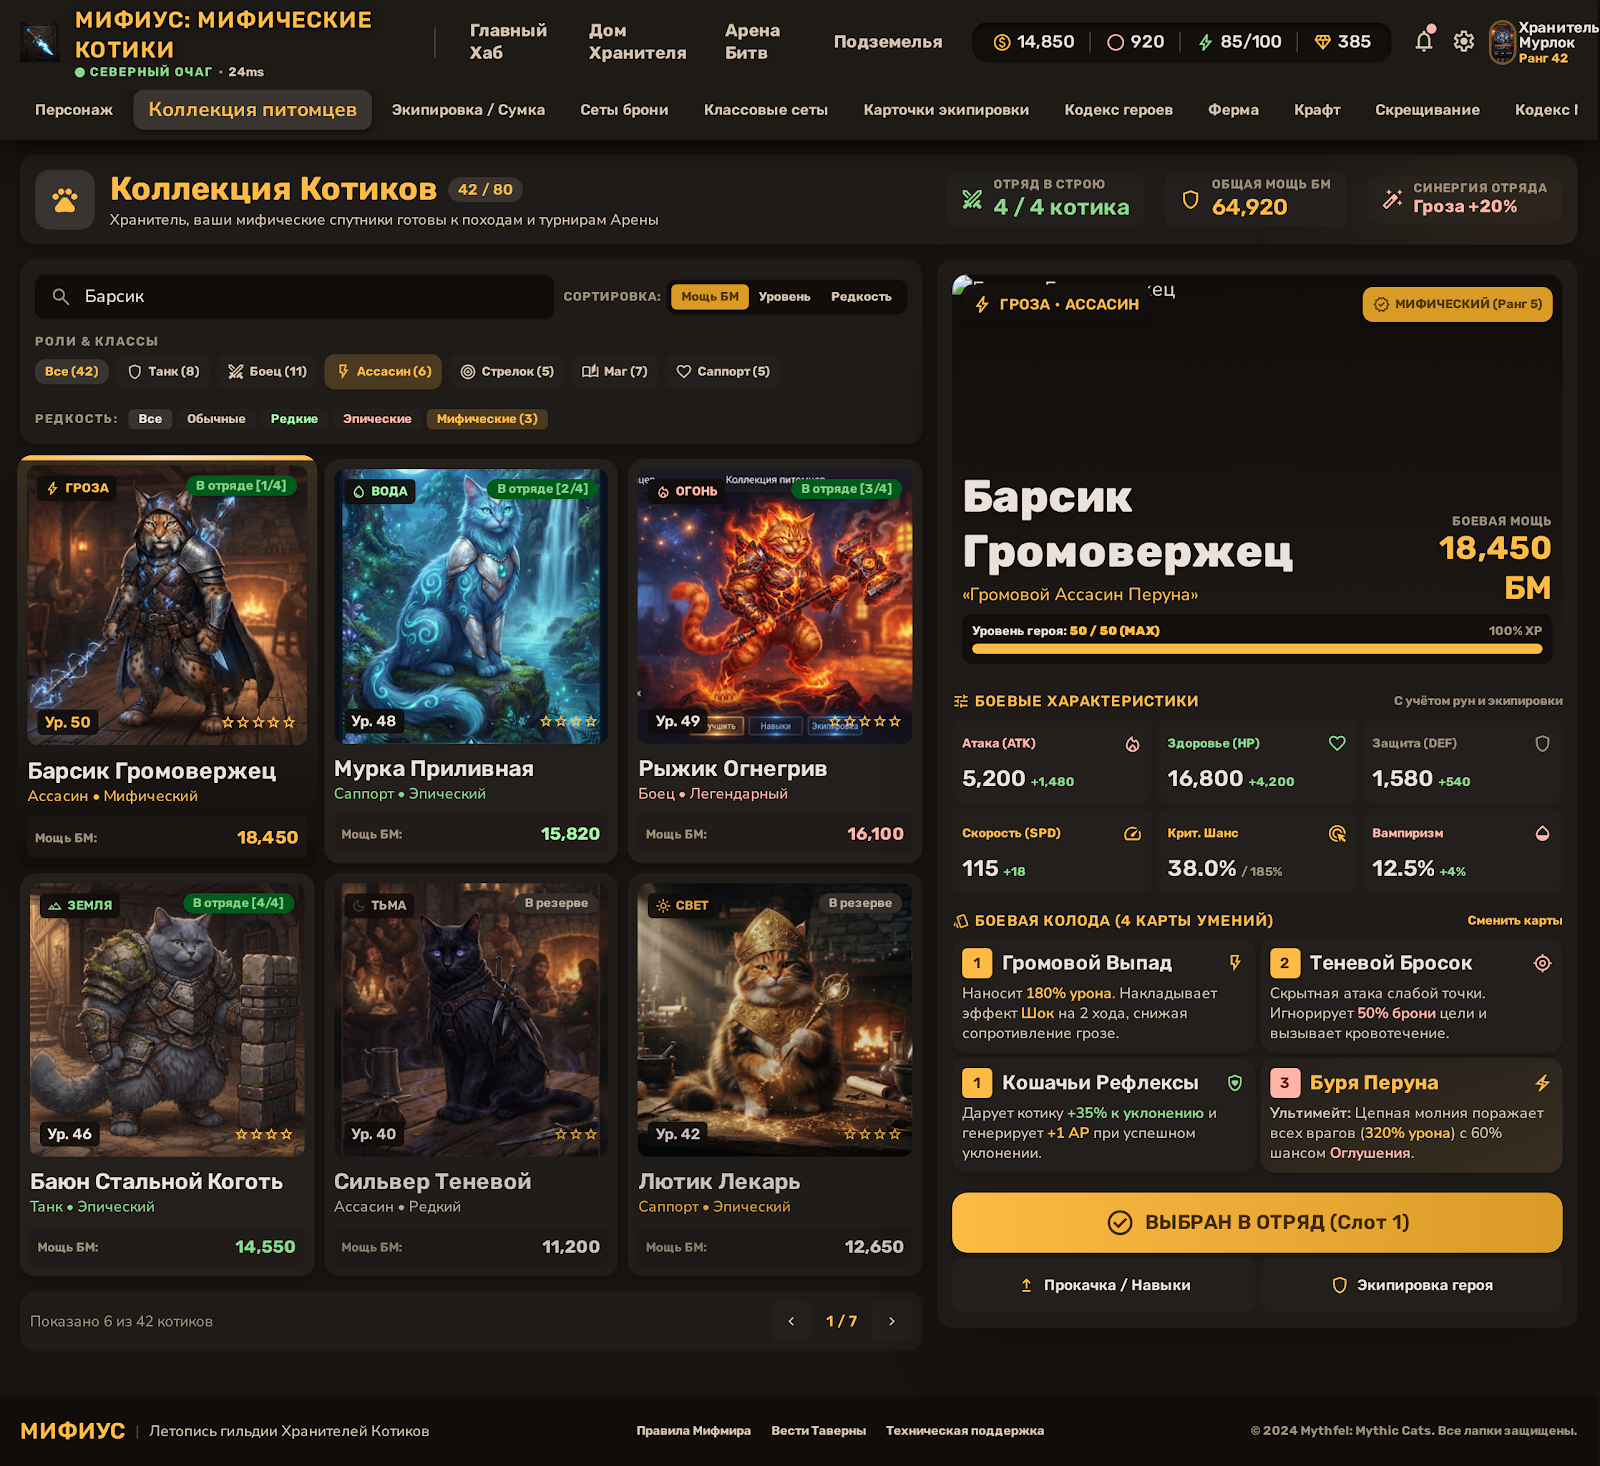 МИФИУС: МИФИЧЕСКИЕ
КОТИКИ
СЕВЕРНЫЙ ОЧАГ • 24ms
Главный
Хаб
Дом
Хранителя
Арена
Битв
Подземелья
14,850
920
85/100
385
Хранитель
Мурлок
Ранг 42
Персонаж
Коллекция питомцев
Экипировка / Сумка
Сеты брони
Классовые сеты
Карточки экипировки
Кодекс героев
Ферма
Крафт
Скрещивание
Кодекс
Коллекция Котиков
42 / 80
Хранитель, ваши мифические спутники готовы к походам и турнирам Арены
ОТРЯД В СТРОЮ
4 / 4 котика
ОБЩАЯ МОЩЬ БМ
64,920
СИНЕРГИЯ ОТРЯДА
Гроза +20%
Барсик
СОРТИРОВКА:
Мощь БМ
Уровень
Редкость
РОЛИ & КЛАССЫ
Все (42)
Танк (8)
Боец (11)
Ассасин (6)
Стрелок (5)
Маг (7)
Саппорт (5)
РЕДКОСТЬ:
Все
Обычные
Редкие
Эпические
Мифические (3)
ГРОЗА
В отряде [1/4]
Ур. 50
Барсик Громовержец
Ассасин • Мифический
Мощь БМ:
18,450
ВОДА
В отряде [2/4]
Ур. 48
Мурка Приливная
Саппорт • Эпический
Мощь БМ:
15,820
Коллекция
ОГОНЬ
В отряде [3/4]
Ур. 49
Навыки
Рыжик Огнегрив
Боец • Легендарный
Мощь БМ:
16,100
ЗЕМЛЯ
В отряде [4/4]
Ур. 46
Баюн Стальной Коготь
Танк • Эпический
Мощь БМ:
14,550
ТЬМА
В резерве
Ур. 40
Сильвер Теневой
Ассасин • Редкий
Мощь БМ:
11,200
СВЕТ
В резерве
Ур. 42
Лютик Лекарь
Саппорт • Эпический
Мощь БМ:
12,650
Показано 6 из 42 котиков
1 / 7
ГРОЗА • АССАСИН
МИФИЧЕСКИЙ (Ранг 5)
Барсик
Громовержец
«Громовой Ассасин Перуна»
БОЕВАЯ МОЩЬ
18,450
БМ
Уровень героя: 50 / 50 (MAX)
100% XP
БОЕВЫЕ ХАРАКТЕРИСТИКИ
С учётом рун и экипировки
Атака (ATK)
5,200 +1,480
Здоровье (HP)
16,800 +4,200
Защита (DEF)
1,580 +540
Скорость (SPD)
115 +18
Крит. Шанс
38.0% / 185%
Вампиризм
12.5% +4%
БОЕВАЯ КОЛОДА (4 КАРТЫ УМЕНИЙ)
Сменить карты
1 Громовой Выпад
Наносит 180% урона. Накладывает
эффект Шок на 2 хода, снижая
сопротивление грозе.
2 Теневой Бросок
Скрытная атака слабой точки.
Игнорирует 50% брони цели и
вызывает кровотечение.
1 Кошачьи Рефлексы
Дарует котику +35% к уклонению и
генерирует +1 AP при успешном
уклонении.
3 Буря Перуна
Ультимейт: Цепная молния поражает
всех врагов (320% урона) с 60%
шансом Оглушения.
ВЫБРАН В ОТРЯД (Слот 1)
Прокачка / Навыки
Экипировка героя
МИФИУС
Летопись гильдии Хранителей Котиков
Правила Мифмира
Вести Таверны
Техническая поддержка
© 2024 Mythfel: Mythic Cats. Все лапки защищены.